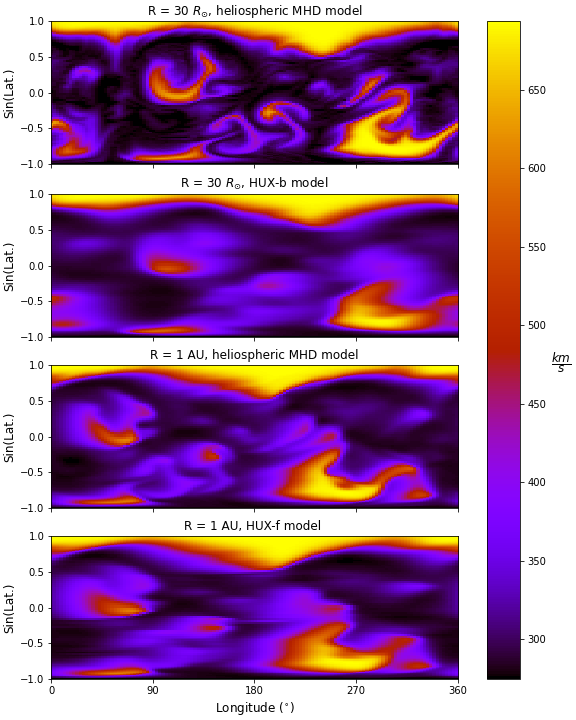 R = 30 R☉, heliospheric MHD model
1.0
0.5
0.0
−0.5
−1.0
Sin(Lat.)
R = 30 R☉, HUX-b model
1.0
0.5
0.0
−0.5
−1.0
Sin(Lat.)
R = 1 AU, heliospheric MHD model
1.0
0.5
0.0
−0.5
−1.0
Sin(Lat.)
R = 1 AU, HUX-f model
1.0
0.5
0.0
−0.5
−1.0
Sin(Lat.)
0 90 180 270 360
Longitude (°)
650
600
550
500
450
400
350
300
km
s